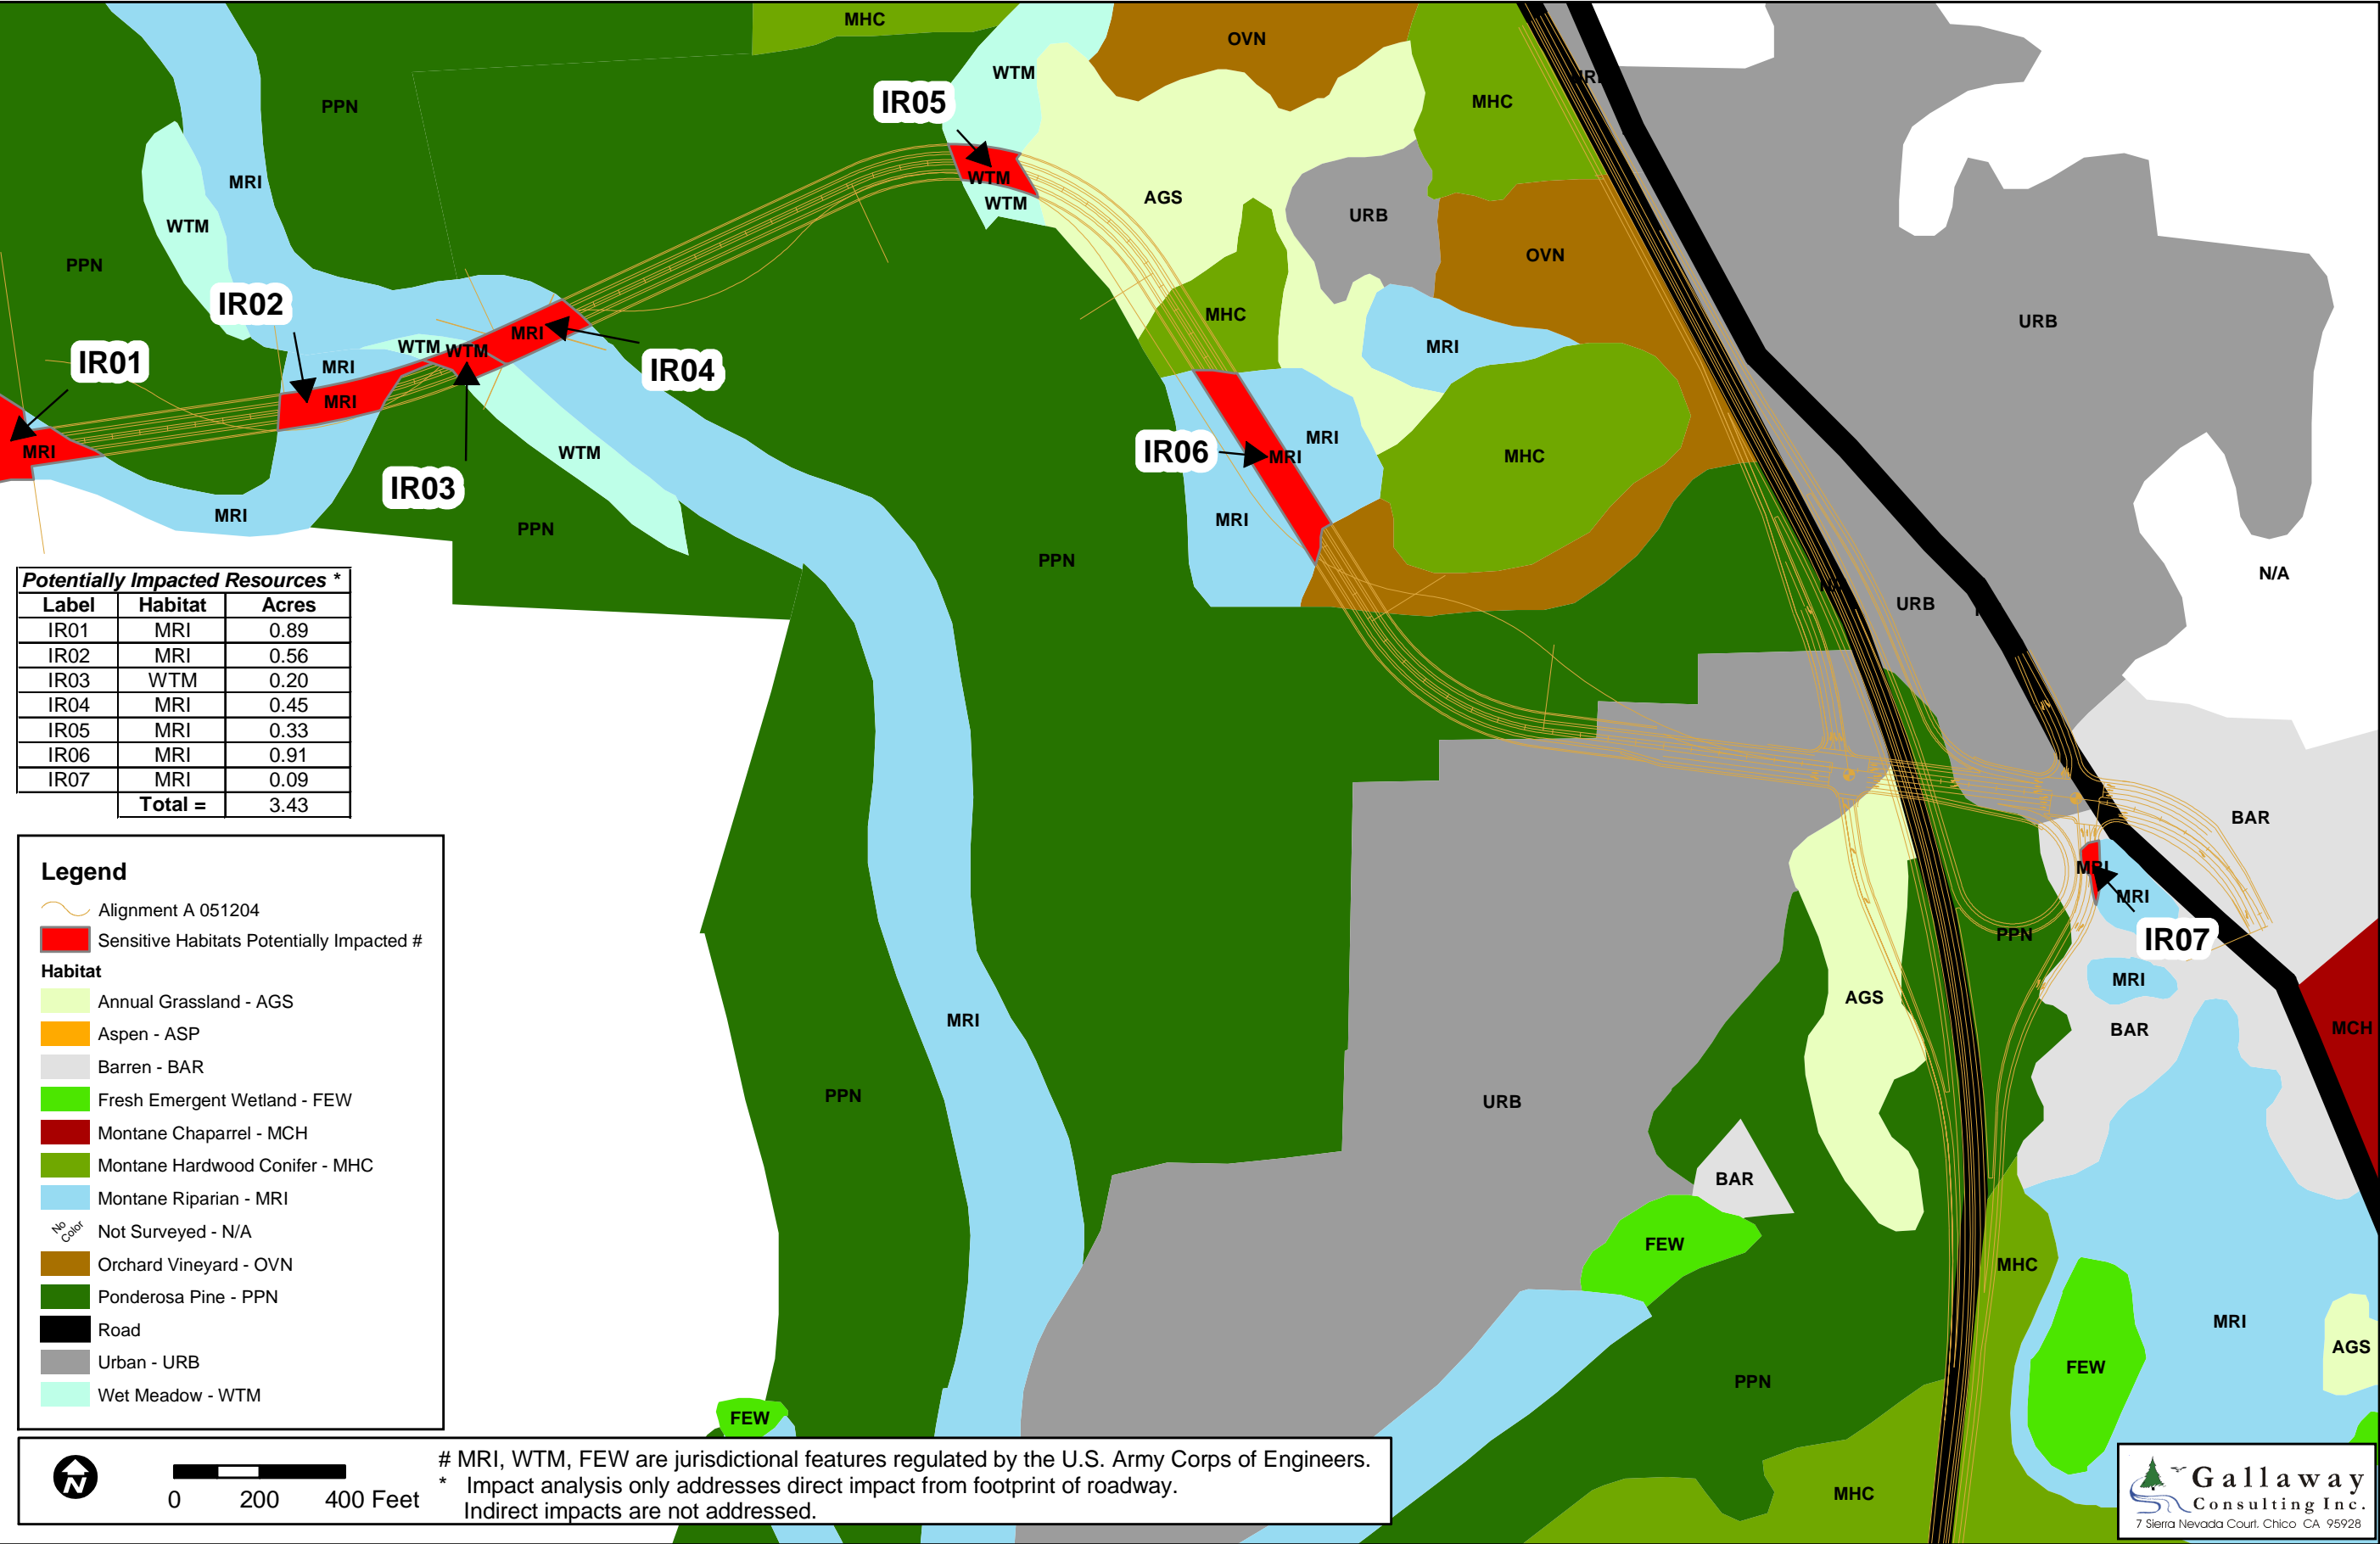 MHC
OVN
WTM
IR05
MHC
PPN
MRI
WTM
WTM
WTM
AGS
URB
OVN
PPN
WTM
IR02
MHC
URB
IR01
MRI
WTM
WTM
MRI
IR04
MRI
MRI
MRI
IR03
WTM
IR06
MRI
MRI
MHC
MRI
PPN
MRI
PPN
N/A
URB
Potentially Impacted Resources *
Label Habitat Acres
IR01 MRI 0.89
IR02 MRI 0.56
IR03 WTM 0.20
IR04 MRI 0.45
IR05 MRI 0.33
IR06 MRI 0.91
IR07 MRI 0.09
Total = 3.43
BAR
MRI
MRI
IR07
PPN
MRI
AGS
BAR
MCH
MRI
PPN
URB
BAR
FEW
MHC
MRI
AGS
FEW
PPN
FEW
MHC
Legend
Alignment A 051204
Sensitive Habitats Potentially Impacted #
Habitat
Annual Grassland - AGS
Aspen - ASP
Barren - BAR
Fresh Emergent Wetland - FEW
Montane Chaparrel - MCH
Montane Hardwood Conifer - MHC
Montane Riparian - MRI
No Color Not Surveyed - N/A
Orchard Vineyard - OVN
Ponderosa Pine - PPN
Road
Urban - URB
Wet Meadow - WTM
N
0 200 400 Feet
# MRI, WTM, FEW are jurisdictional features regulated by the U.S. Army Corps of Engineers.
* Impact analysis only addresses direct impact from footprint of roadway.
Indirect impacts are not addressed.
Gallaway
Consulting Inc.
7 Sierra Nevada Court. Chico CA 95928